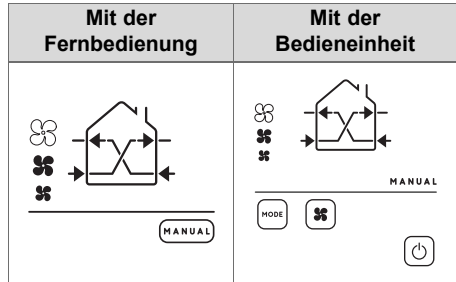 Mit der
Fernbedienung
Mit der
Bedieneinheit
MANUAL
MANUAL
MODE